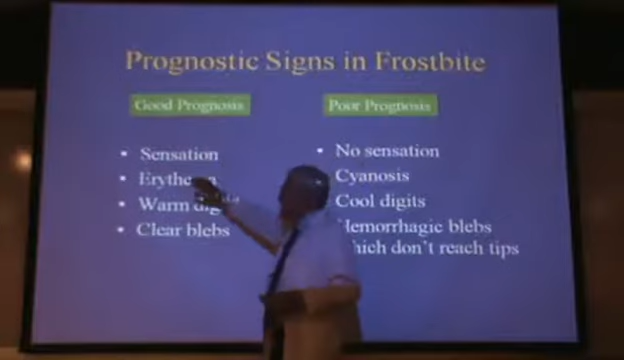 Prognostic Signs in Frostbite
Good Prognosis
Poor Prognosis
• Sensation
• No sensation
Cyanosis
• Warm
Cool digits
• Clear blebs
blebs
don't reach tips